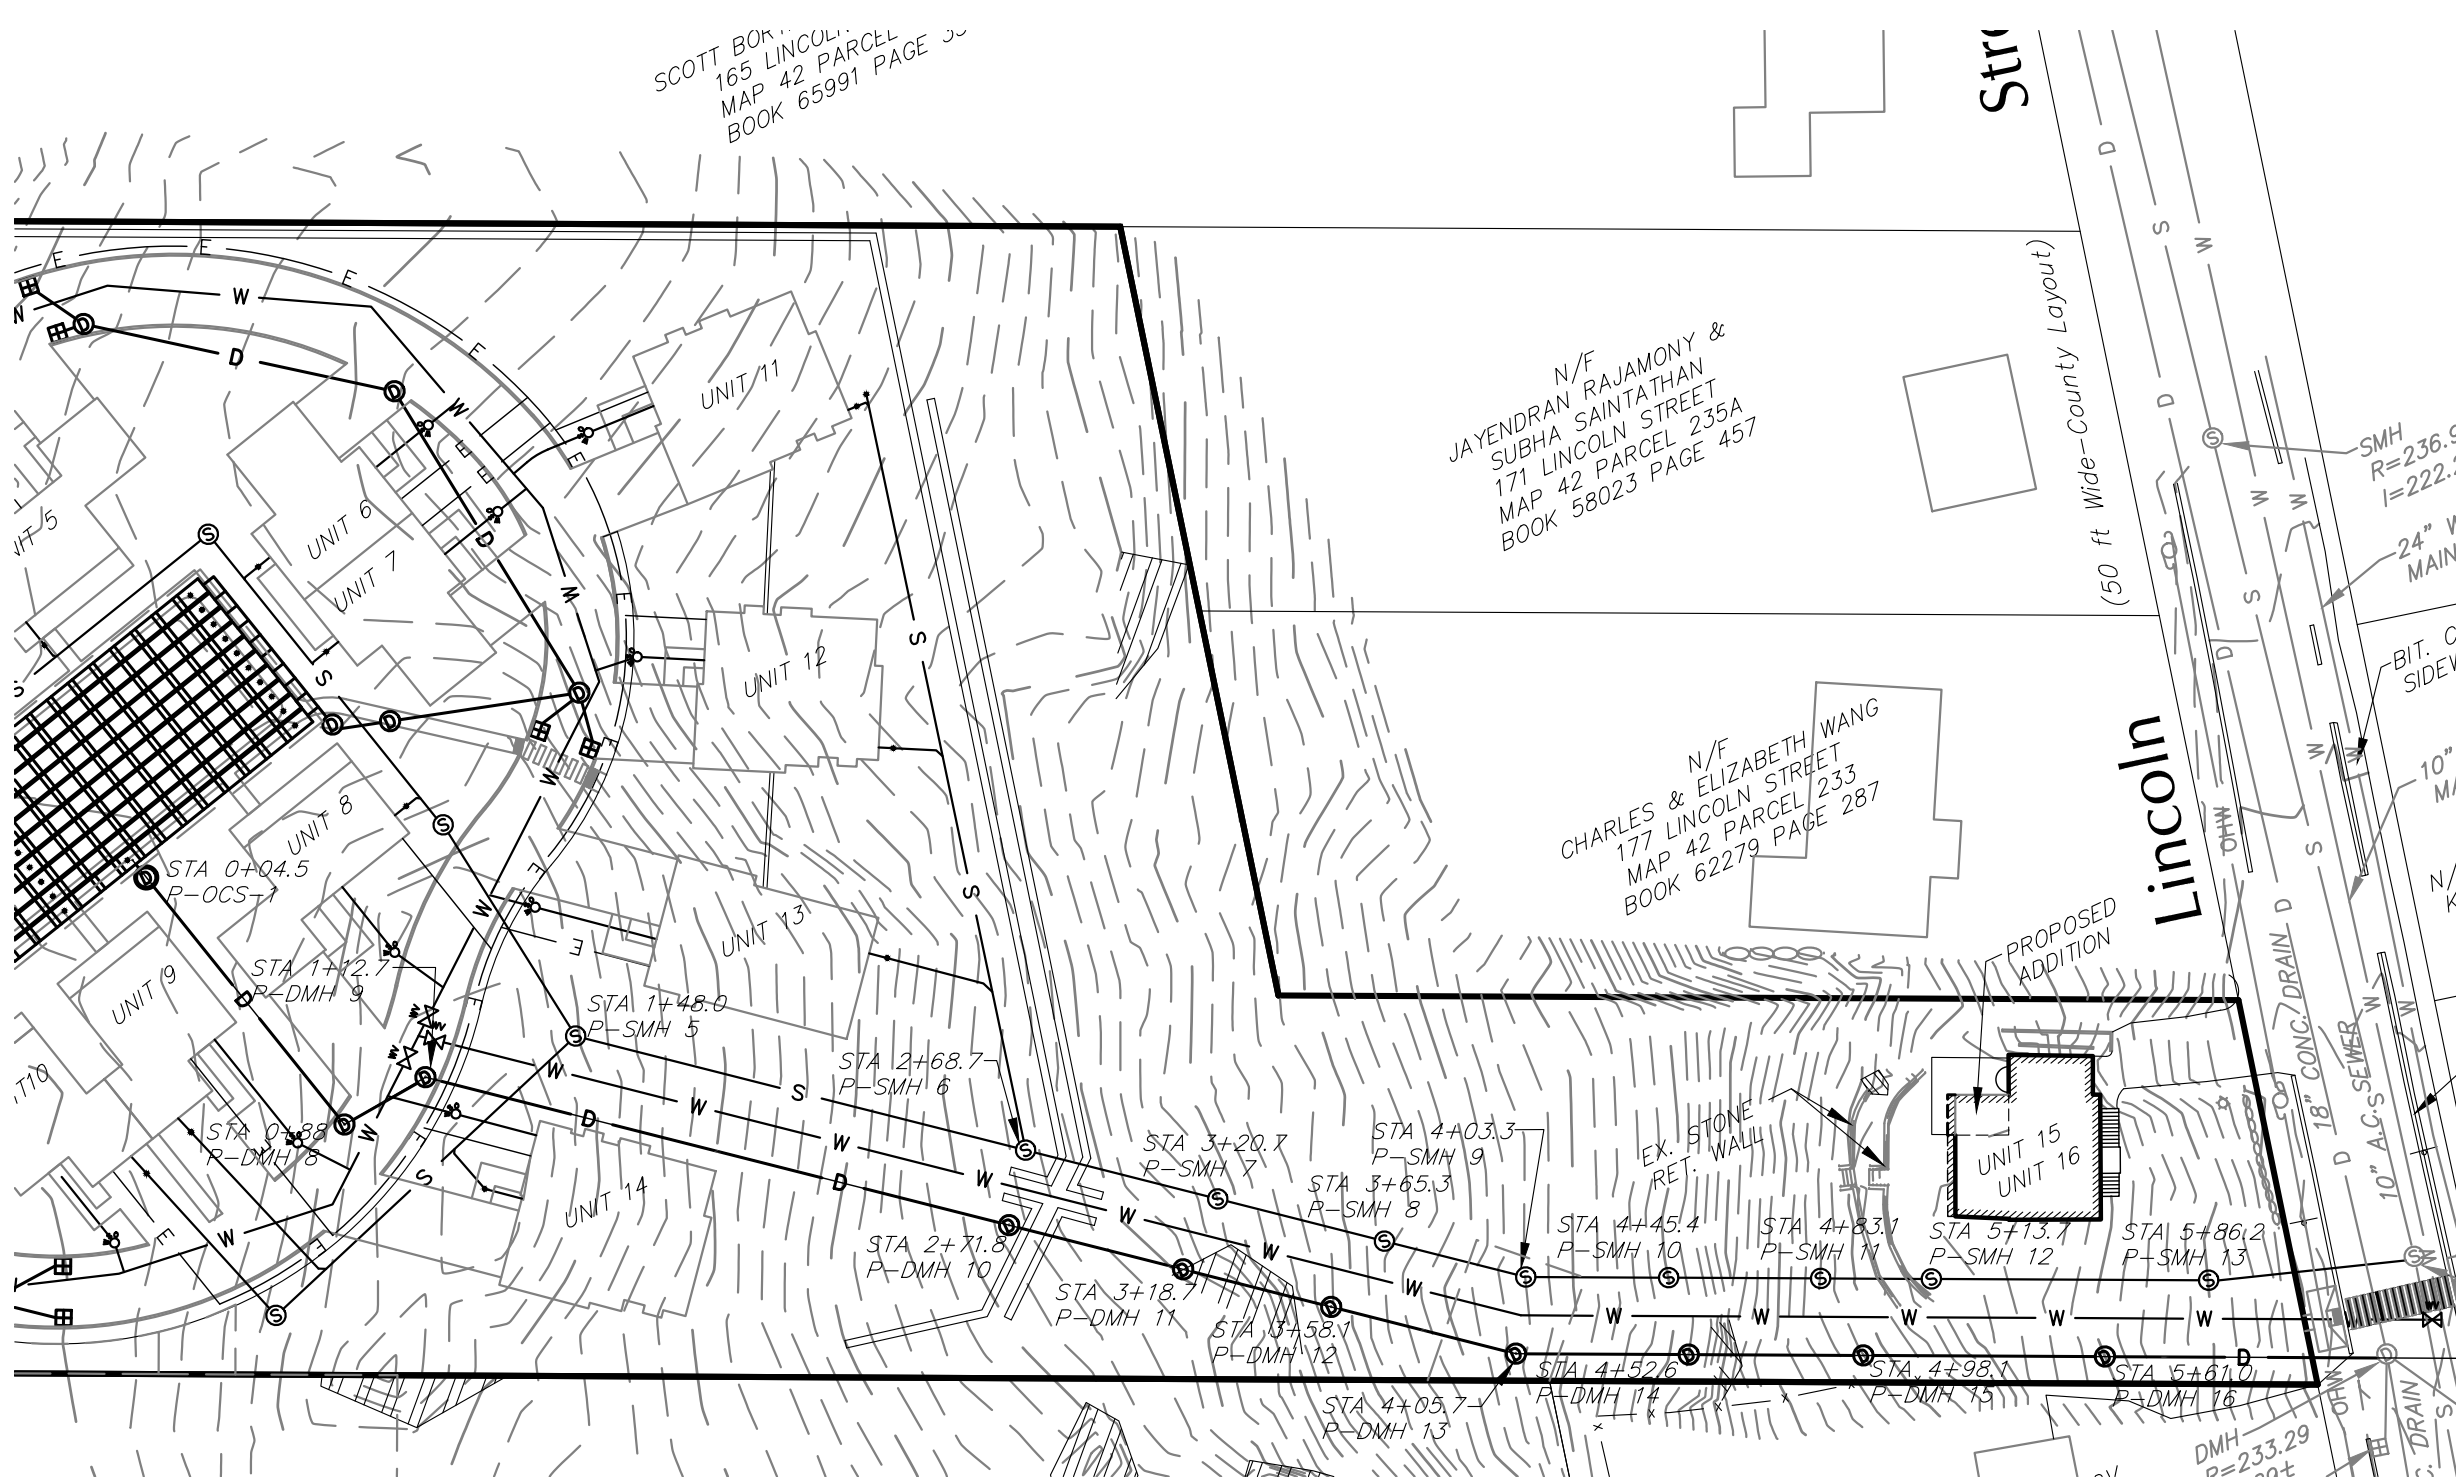 165 LINCOLN
MAP 42 PARCEL
BOOK 65991 PAGE
SCOTT
Lincoln
(50 ft Wide-County Layout)
N/F
JAYENDRAN RAJAMONY &
SUBHA SAINTATHAN
171 LINCOLN STREET
MAP 42 PARCEL 235A
BOOK 58023 PAGE 457
N/F
CHARLES & ELIZABETH WANG
177 LINCOLN STREET
MAP 42 PARCEL 233
BOOK 62279 PAGE 287
SMH
R=236.9
I=222.
24" W
MAIN
BIT.
10"
OHW
18" CONC. DRAIN
10" A.C. SEWER
PROPOSED
ADDITION
UNIT 6
UNIT 7
UNIT 8
UNIT 9
UNIT 11
UNIT 12
UNIT 13
UNIT 14
UNIT 15
UNIT 16
STA 0+04.5
P-OCS-1
STA 1+12.7
P-DMH 9
STA 0+88
P-DMH 8
STA 1+48.0
P-SMH 5
STA 2+68.7
P-SMH 6
STA 3+20.7
P-SMH 7
STA 3+65.3
P-SMH 8
STA 4+03.3
P-SMH 9
EX. STONE
RET. WALL
STA 4+45.4
P-SMH 10
STA 4+83.1
P-SMH 11
STA 5+13.7
P-SMH 12
STA 5+86.2
P-SMH 13
STA 2+71.8
P-DMH 10
STA 3+18.7
P-DMH 11
STA 3+58.1
P-DMH 12
STA 4+05.7
P-DMH 13
STA 4+52.6
P-DMH 14
STA 4+98.1
P-DMH 15
STA 5+61.0
P-DMH 16
OHW
DMH
R=233.29
DRAIN